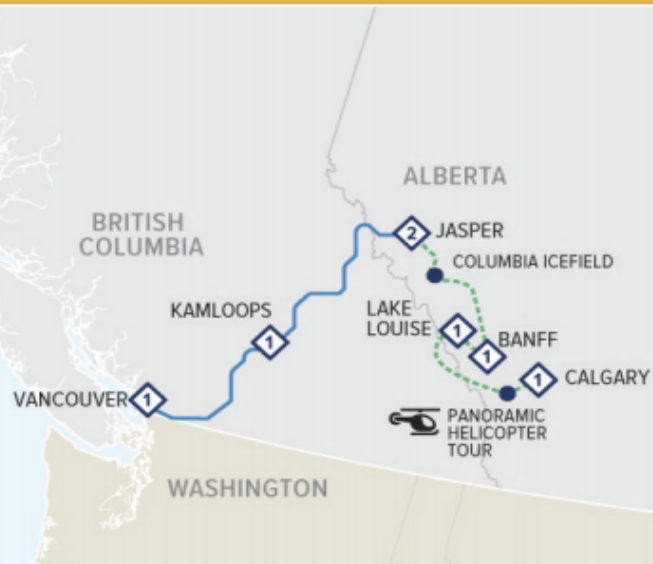 ALBERTA
BRITISH
COLUMBIA
2
JASPER
COLUMBIA ICEFIELD
KAMLOOPS
1
LAKE
LOUISE
1
BANFF
1
CALGARY
1
VANCOUVER
1
PANORAMIC
HELICOPTER
TOUR
WASHINGTON